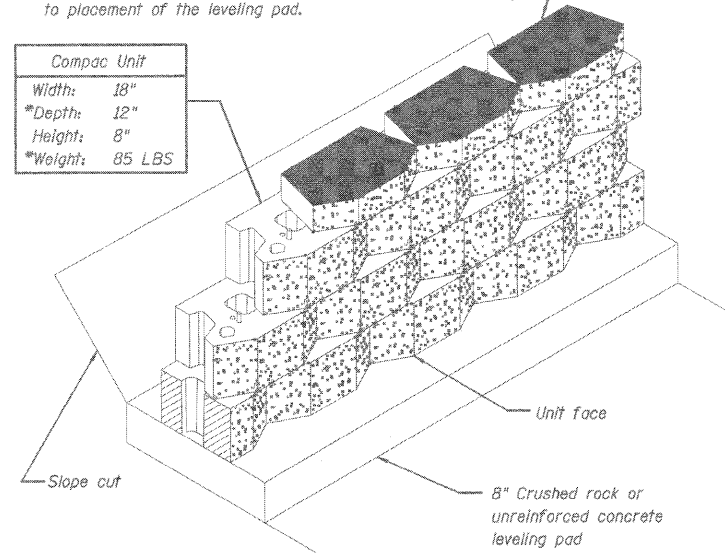 to placement of the leveling pad.
Compac Unit
Width: 18"
*Depth: 12"
Height: 8"
*Weight: 85 LBS
Unit face
Slope cut
8" Crushed rock or
unreinforced concrete
leveling pad